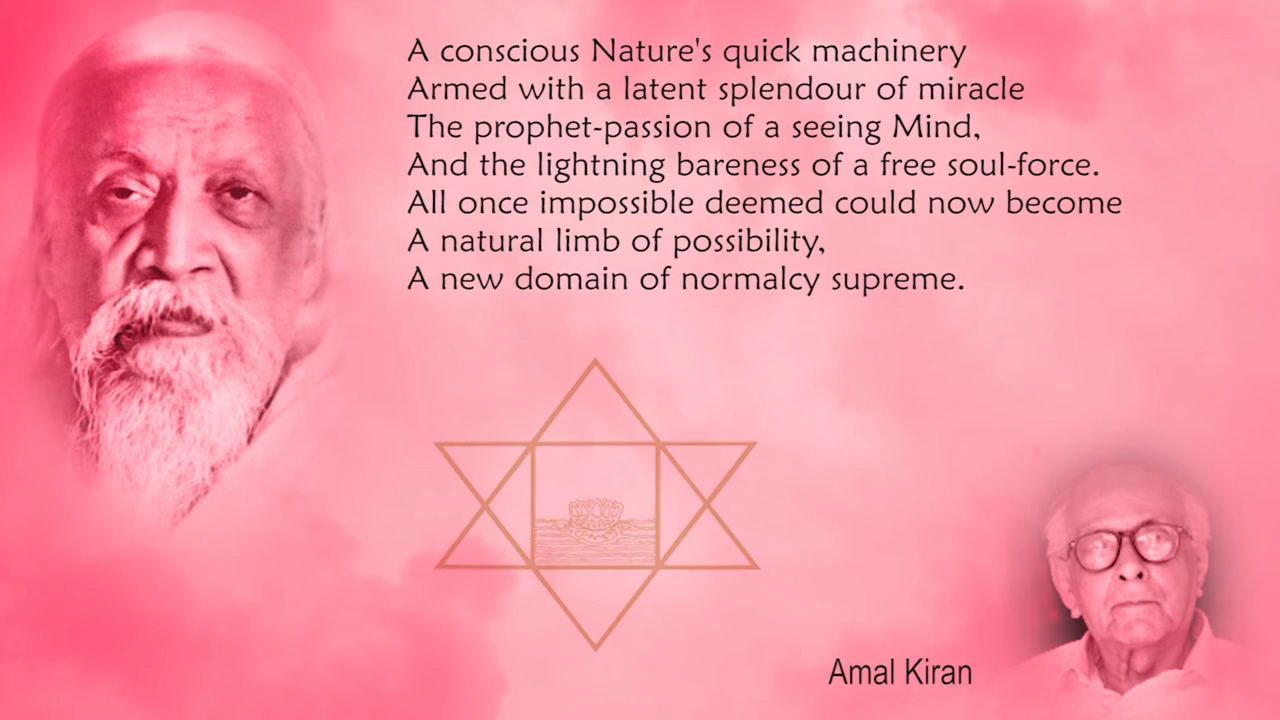 A conscious Nature's quick machinery
Armed with a latent splendour of miracle
The prophet-passion of a seeing Mind,
And the lightning bareness of a free soul-force.
All once impossible deemed could now become
A natural limb of possibility,
A new domain of normalcy supreme.
Amal Kiran